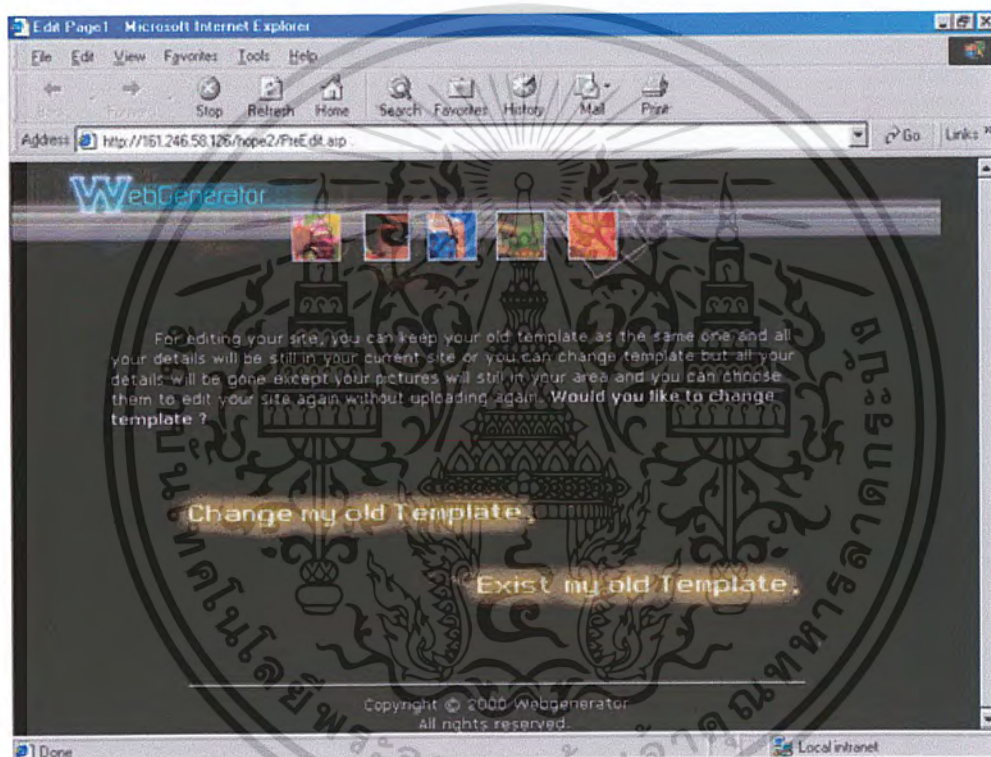 Edit Page1 - Microsoft Internet Explorer
File Edit View Favorites Tools Help
Back Forward Stop Refresh Home Search Favorites History Mail Print
Address http://161.246.58.126/hope2/PreEdit.asp Go Links »
WebGenerator
For editing your site, you can keep your old template as the same one and all
your details will be still in your current site or you can change template but all your
details will be gone except your pictures will still in your area and you can choose
them to edit your site again without uploading again. Would you like to change
template ?
Change my old Template.
Exist my old Template.
Copyright © 2000 Webgenerator
All rights reserved.
Done Local intranet